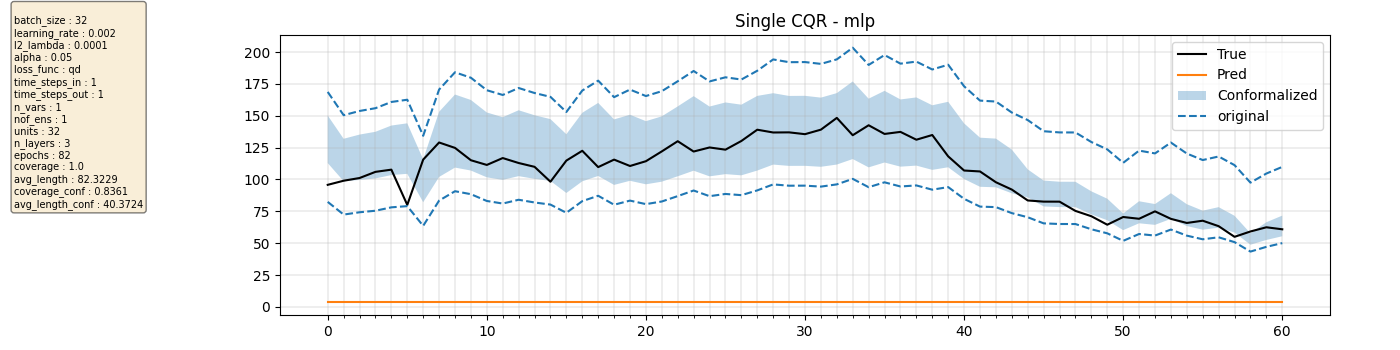 batch_size : 32
learning_rate : 0.002
l2_lambda : 0.0001
alpha : 0.05
loss_func : qd
time_steps_in : 1
time_steps_out : 1
n_vars : 1
nof_ens : 1
units : 32
n_layers : 3
epochs : 82
coverage : 1.0
avg_length : 82.3229
coverage_conf : 0.8361
avg_length_conf : 40.3724
Single CQR - mlp
200
175
150
125
100
75
50
25
0
True
Pred
Conformalized
original
0 10 20 30 40 50 60